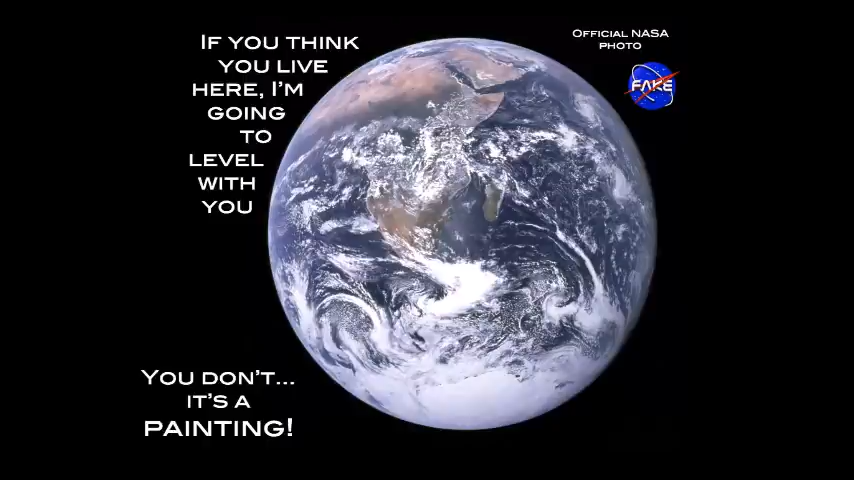 IF YOU THINK
YOU LIVE
HERE, I'M
GOING
TO
LEVEL
WITH
YOU
OFFICIAL NASA
PHOTO
FAKE
YOU DON'T...
IT'S A
PAINTING!